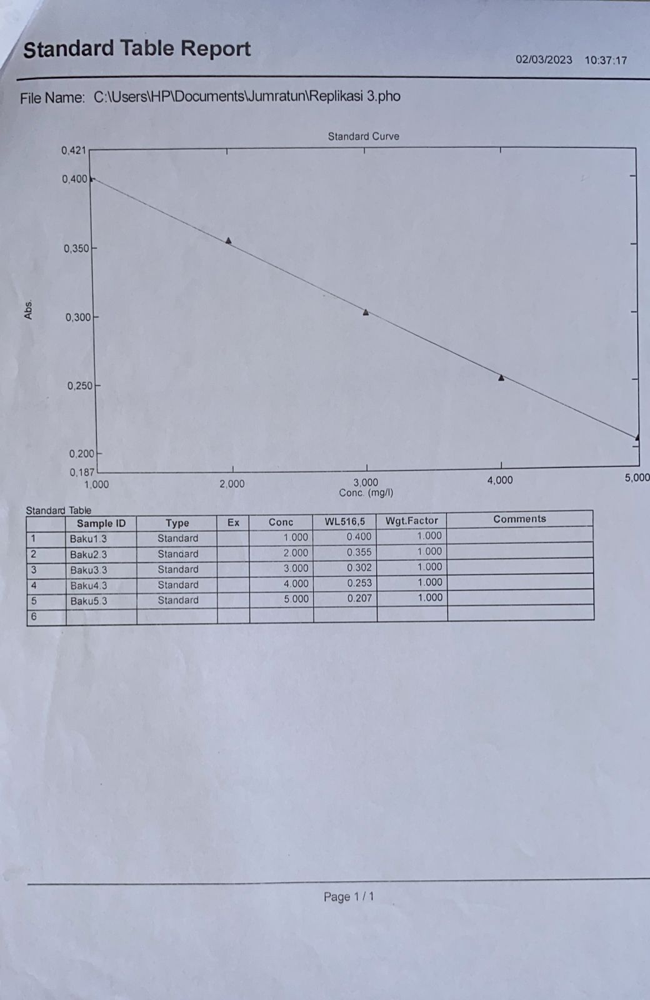 Standard Table Report
02/03/2023 10:37:17
File Name: C:\Users\HP\Documents\Jumratun\Replikasi 3.pho
Standard Curve
0,421
0,400
0,350
Abs.
0,300
0,250
0,200
0,187
1,000 2,000 3,000 4,000 5,000
Conc. (mg/l)
Standard Table
Sample ID Type Ex Conc WL516,5 Wgt.Factor Comments
1 Baku1.3 Standard 1.000 0.400 1.000
2 Baku2.3 Standard 2.000 0.355 1.000
3 Baku3.3 Standard 3.000 0.302 1.000
4 Baku4.3 Standard 4.000 0.253 1.000
5 Baku5.3 Standard 5.000 0.207 1.000
6
Page 1 / 1